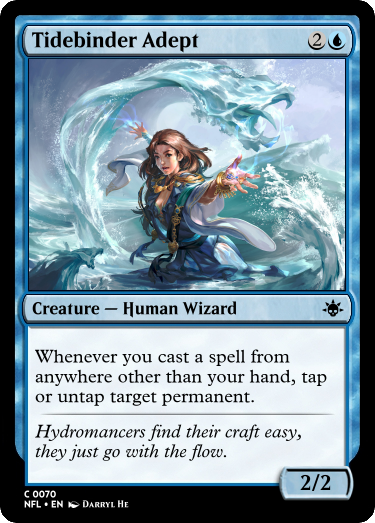 Tidebinder Adept 2
Creature — Human Wizard
Whenever you cast a spell from
anywhere other than your hand, tap
or untap target permanent.
Hydromancers find their craft easy,
they just go with the flow.
2/2
C 0070
NFL • EN Darryl He